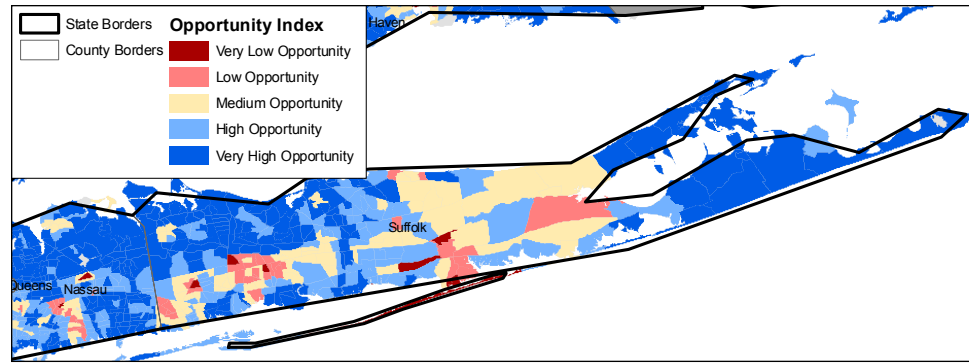 State Borders
County Borders
Opportunity Index
Very Low Opportunity
Low Opportunity
Medium Opportunity
High Opportunity
Very High Opportunity
Haven
Suffolk
Queens
Nassau